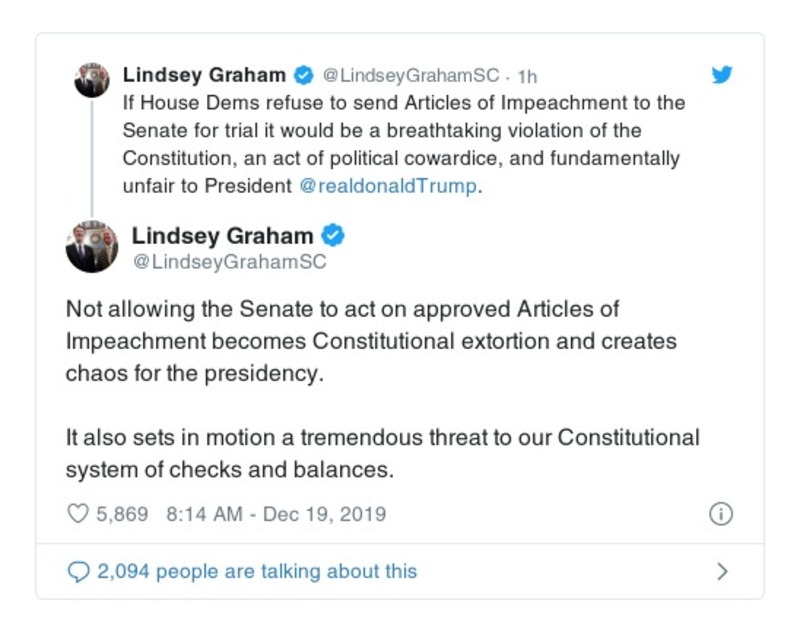 Lindsey Graham @LindseyGrahamSC · 1h
If House Dems refuse to send Articles of Impeachment to the
Senate for trial it would be a breathtaking violation of the
Constitution, an act of political cowardice, and fundamentally
unfair to President @realdonaldTrump.
Lindsey Graham
@LindseyGrahamSC
Not allowing the Senate to act on approved Articles of
Impeachment becomes Constitutional extortion and creates
chaos for the presidency.
It also sets in motion a tremendous threat to our Constitutional
system of checks and balances.
5,869 8:14 AM - Dec 19, 2019
2,094 people are talking about this